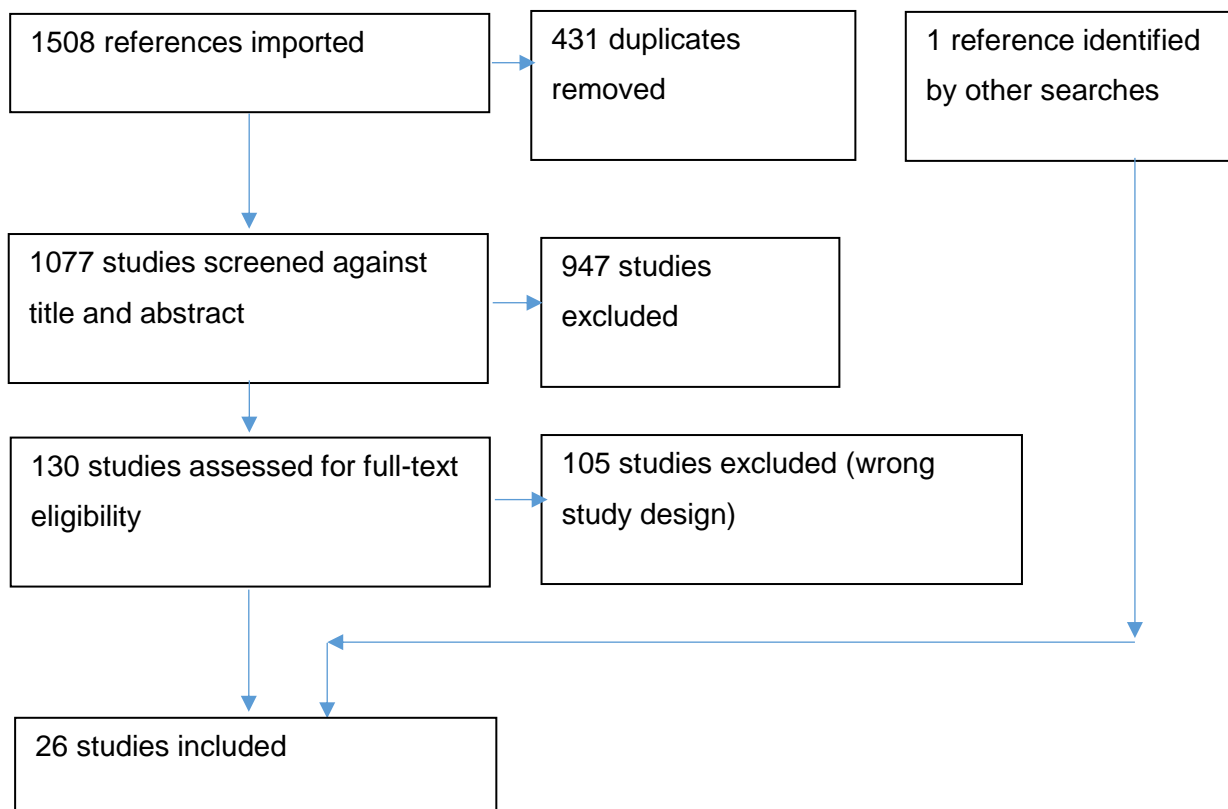 1508 references imported
431 duplicates
removed
1 reference identified
by other searches
1077 studies screened against
title and abstract
947 studies
excluded
130 studies assessed for full-text
eligibility
105 studies excluded (wrong
study design)
26 studies included